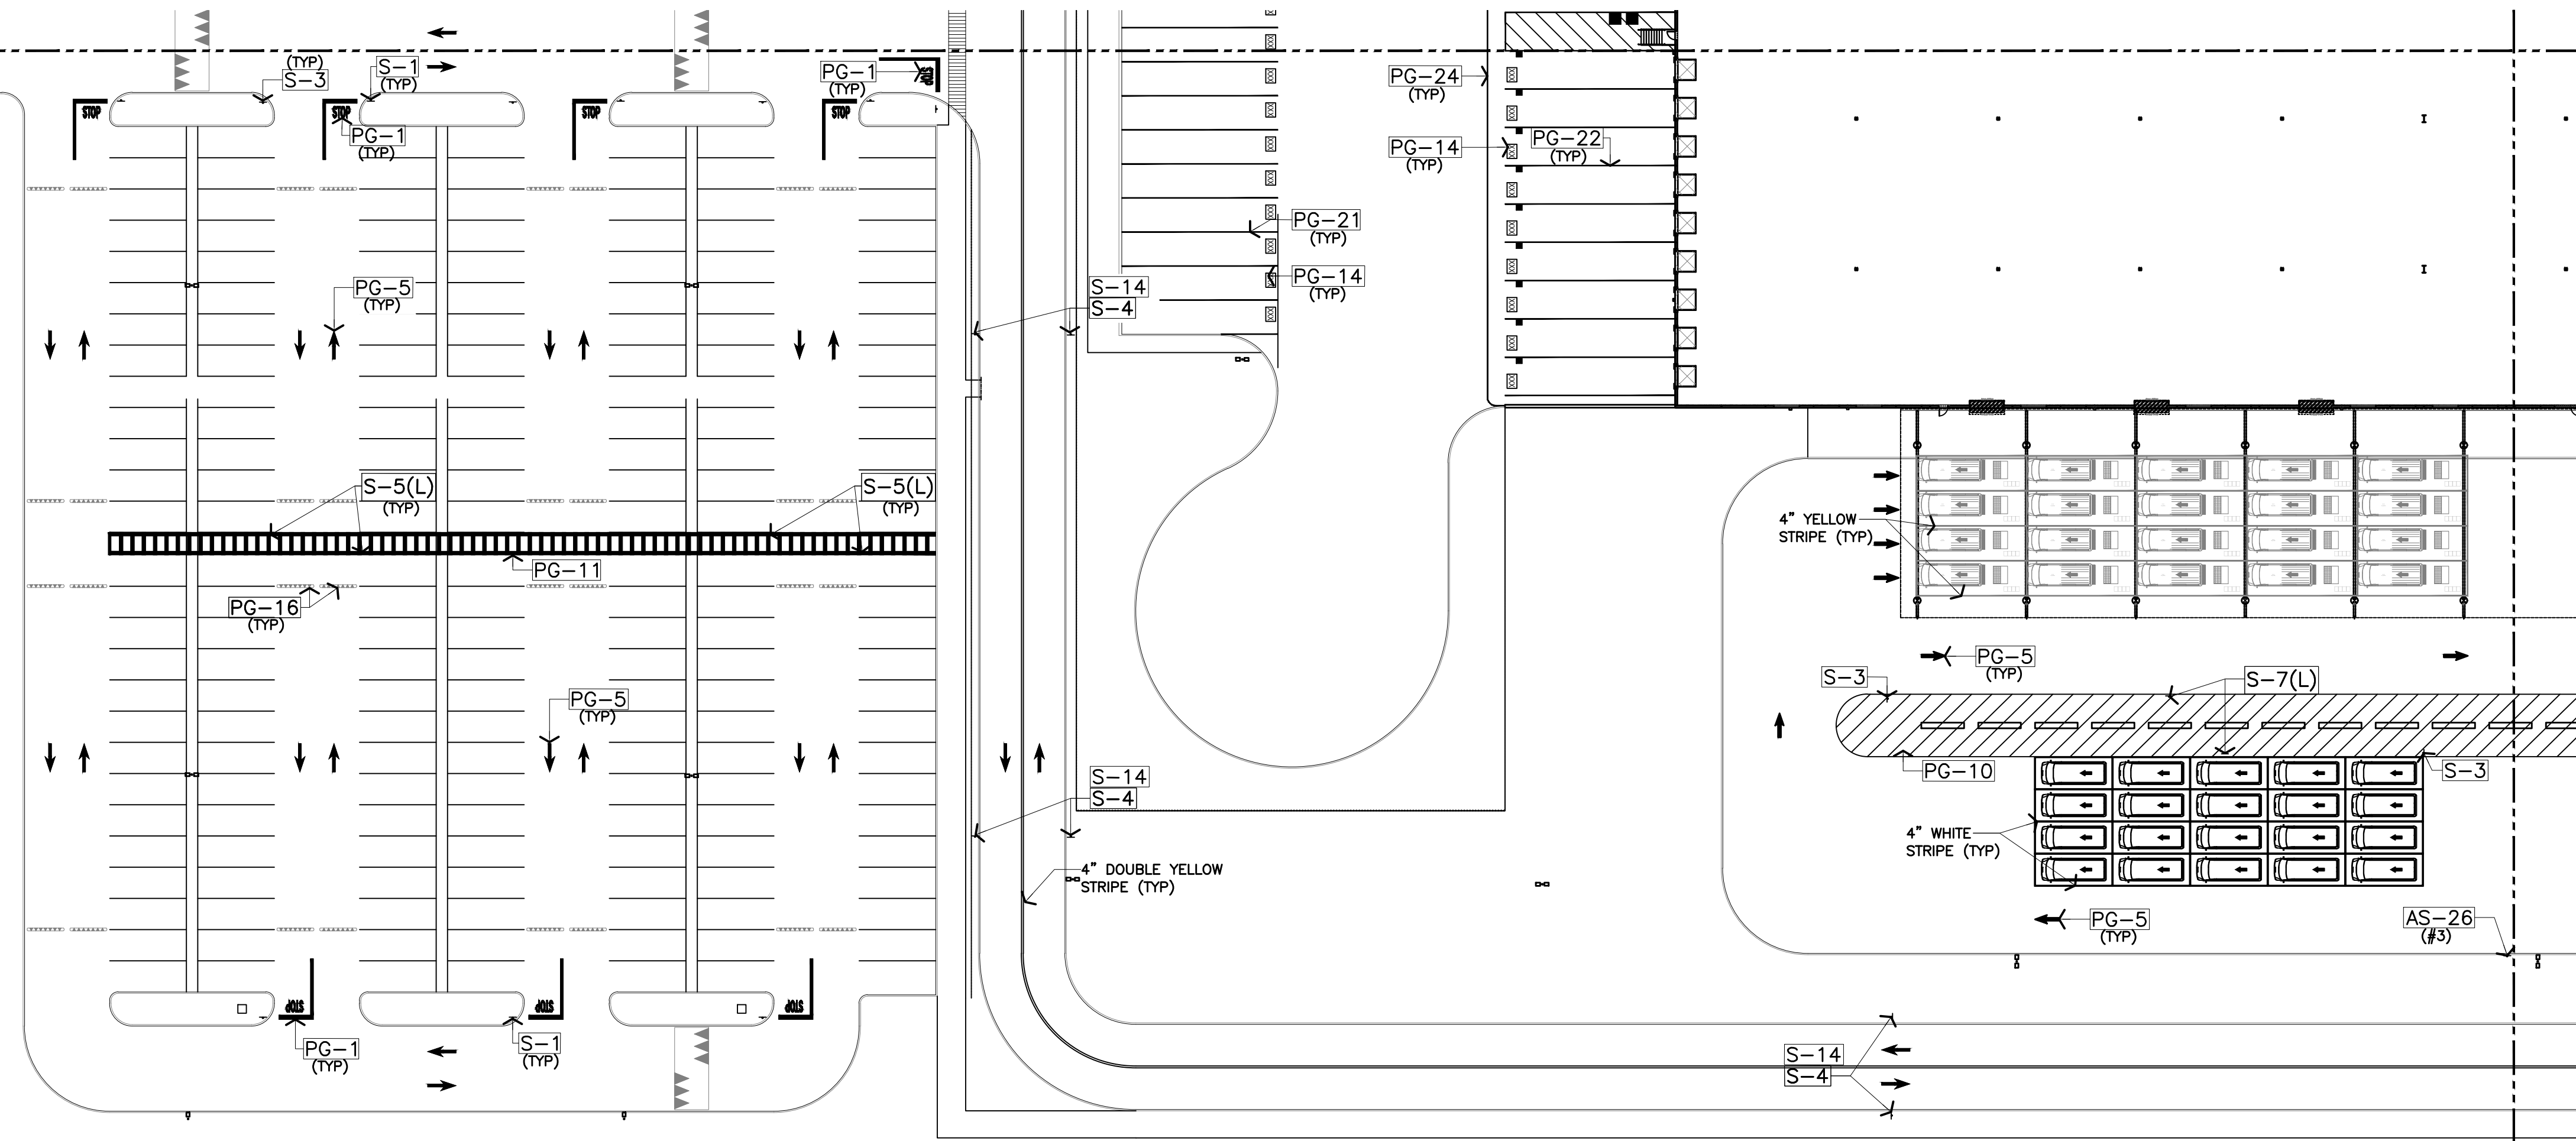 (TYP)
S-3
S-1
(TYP)
PG-1
(TYP)
STOP
STOP
STOP
STOP
STOP
PG-1
(TYP)
PG-24
(TYP)
PG-14
(TYP)
PG-22
(TYP)
PG-21
(TYP)
PG-14
(TYP)
PG-5
(TYP)
S-14
S-4
S-5(L)
(TYP)
S-5(L)
(TYP)
4" YELLOW
STRIPE (TYP)
PG-11
PG-16
(TYP)
PG-5
(TYP)
S-3
S-7(L)
PG-5
(TYP)
PG-10
S-3
S-14
S-4
4" WHITE
STRIPE (TYP)
4" DOUBLE YELLOW
STRIPE (TYP)
PG-5
(TYP)
AS-26
(#3)
STOP
STOP
STOP
PG-1
(TYP)
S-1
(TYP)
S-14
S-4